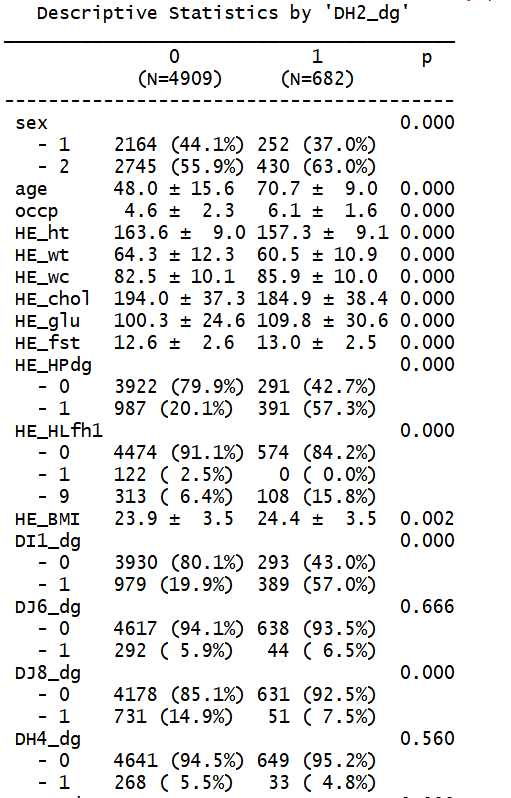 Descriptive Statistics by 'DH2_dg'
0 1 p
(N=4909) (N=682)
sex 0.000
- 1 2164 (44.1%) 252 (37.0%)
- 2 2745 (55.9%) 430 (63.0%)
age 48.0 ± 15.6 70.7 ± 9.0 0.000
occp 4.6 ± 2.3 6.1 ± 1.6 0.000
HE_ht 163.6 ± 9.0 157.3 ± 9.1 0.000
HE_wt 64.3 ± 12.3 60.5 ± 10.9 0.000
HE_wc 82.5 ± 10.1 85.9 ± 10.0 0.000
HE_chol 194.0 ± 37.3 184.9 ± 38.4 0.000
HE_glu 100.3 ± 24.6 109.8 ± 30.6 0.000
HE_fst 12.6 ± 2.6 13.0 ± 2.5 0.000
HE_HPdg 0.000
- 0 3922 (79.9%) 291 (42.7%)
- 1 987 (20.1%) 391 (57.3%)
HE_HLfh1 0.000
- 0 4474 (91.1%) 574 (84.2%)
- 1 122 ( 2.5%) 0 ( 0.0%)
- 9 313 ( 6.4%) 108 (15.8%)
HE_BMI 23.9 ± 3.5 24.4 ± 3.5 0.002
DI1_dg 0.000
- 0 3930 (80.1%) 293 (43.0%)
- 1 979 (19.9%) 389 (57.0%)
DJ6_dg 0.666
- 0 4617 (94.1%) 638 (93.5%)
- 1 292 ( 5.9%) 44 ( 6.5%)
DJ8_dg 0.000
- 0 4178 (85.1%) 631 (92.5%)
- 1 731 (14.9%) 51 ( 7.5%)
DH4_dg 0.560
- 0 4641 (94.5%) 649 (95.2%)
- 1 268 ( 5.5%) 33 ( 4.8%)